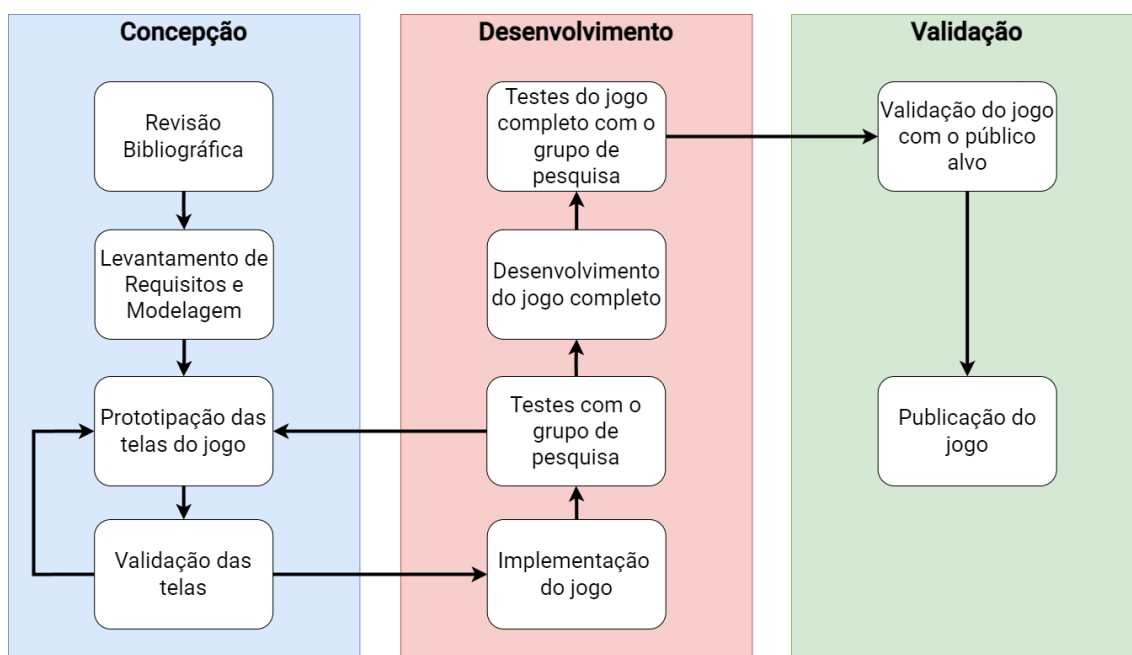 Concepção
Revisão
Bibliográfica
Levantamento de
Requisitos e
Modelagem
Prototipação das
telas do jogo
Validação das
telas
Desenvolvimento
Testes do jogo
completo com o
grupo de
pesquisa
Desenvolvimento
do jogo completo
Testes com o
grupo de
pesquisa
Implementação
do jogo
Validação
Validação do jogo
com o público
alvo
Publicação do
jogo